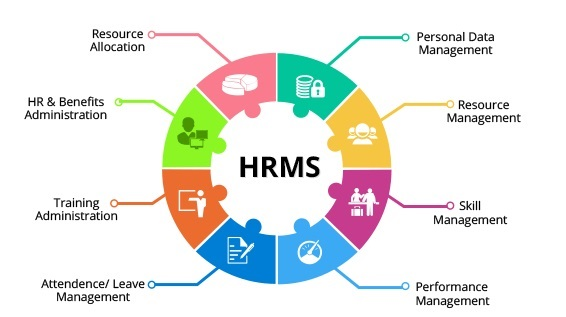 Resource
Allocation
Personal Data
Management
HR & Benefits
Administration
Resource
Management
HRMS
Training
Administration
Skill
Management
Attendence/ Leave
Management
Performance
Management